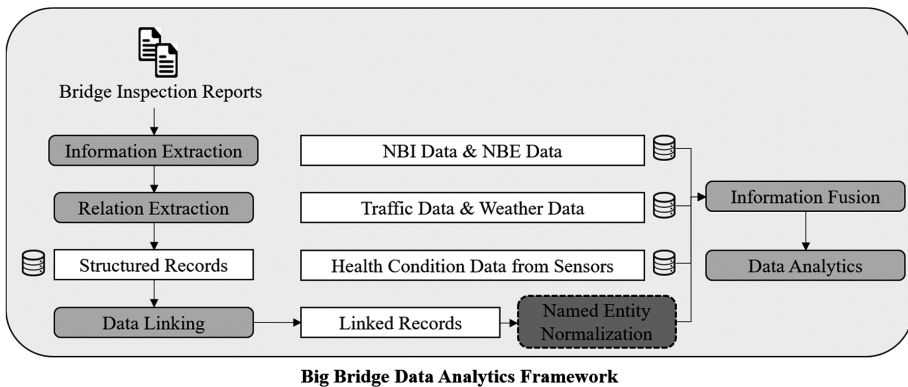 Bridge Inspection Reports
Information Extraction
Relation Extraction
Structured Records
Data Linking
NBI Data & NBE Data
Traffic Data & Weather Data
Health Condition Data from Sensors
Linked Records
Named Entity
Normalization
Information Fusion
Data Analytics
Big Bridge Data Analytics Framework